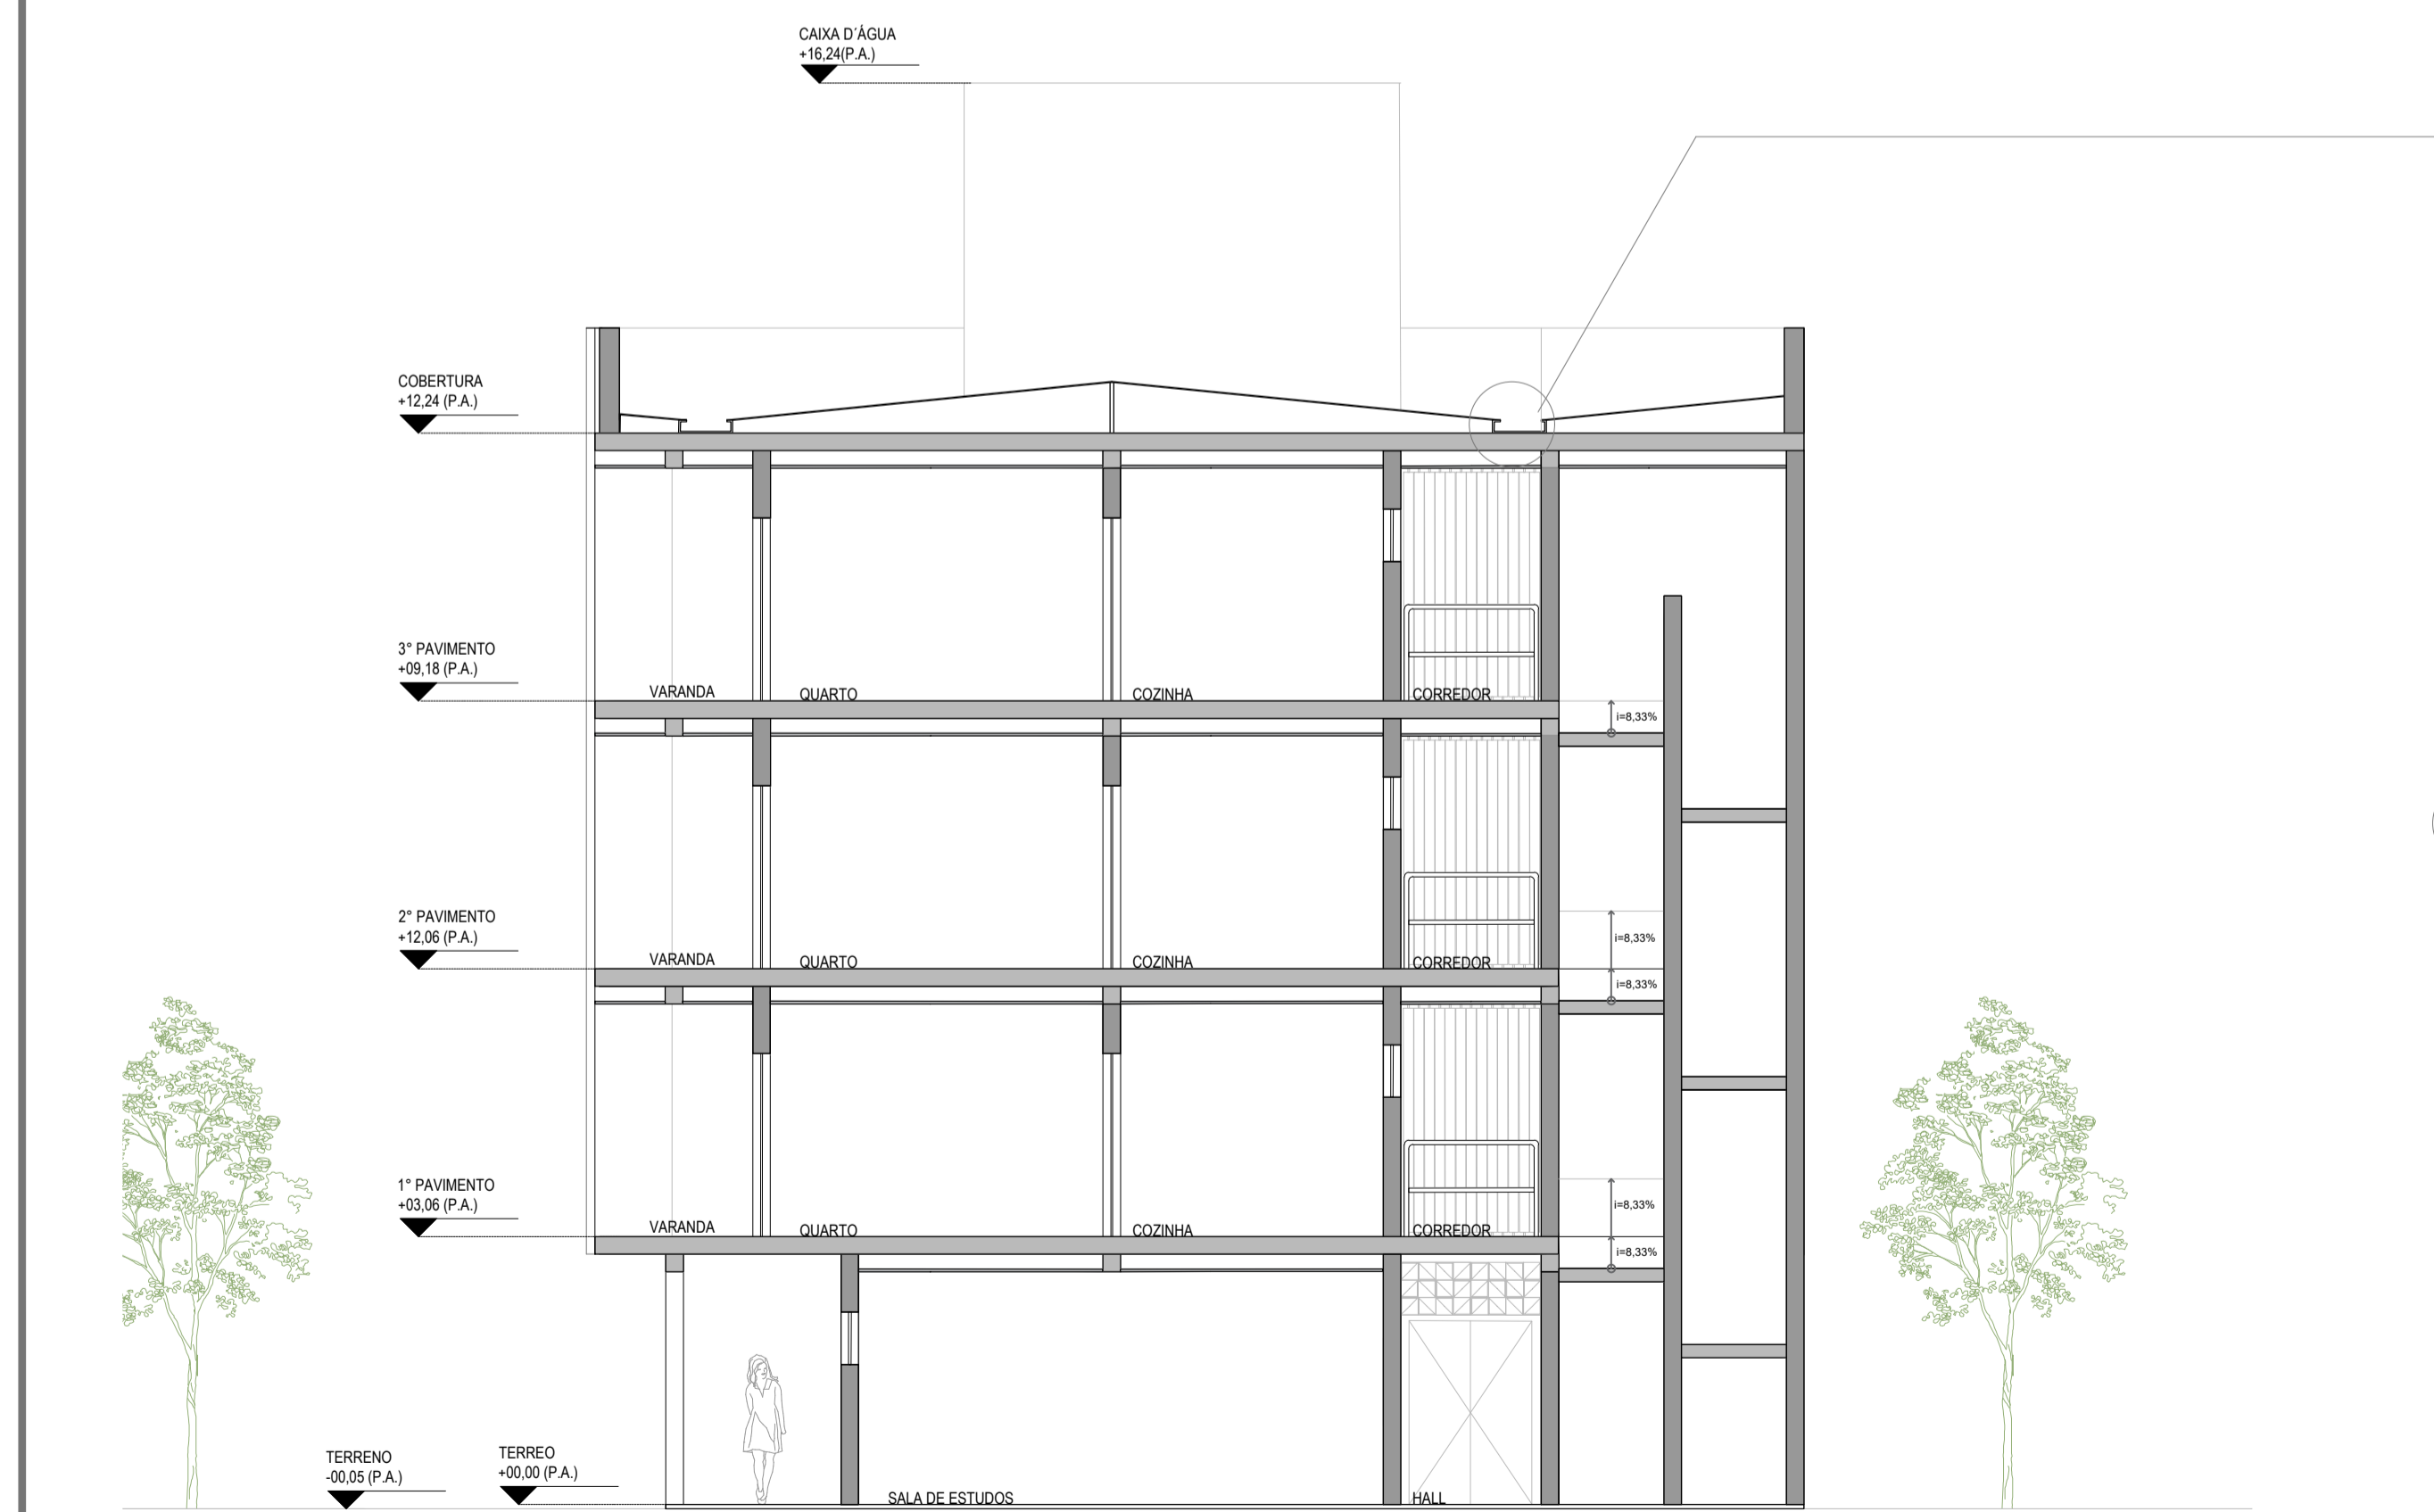 CAIXA D´ÁGUA
+16,24(P.A.)
COBERTURA
+12,24 (P.A.)
3° PAVIMENTO
+09,18 (P.A.)
VARANDA
QUARTO
COZINHA
CORREDOR
i=8,33%
2° PAVIMENTO
+12,06 (P.A.)
i=8,33%
VARANDA
QUARTO
COZINHA
CORREDOR
i=8,33%
1° PAVIMENTO
+03,06 (P.A.)
i=8,33%
VARANDA
QUARTO
COZINHA
CORREDOR
i=8,33%
TERRENO
-00,05 (P.A.)
TERREO
+00,00 (P.A.)
SALA DE ESTUDOS
HALL